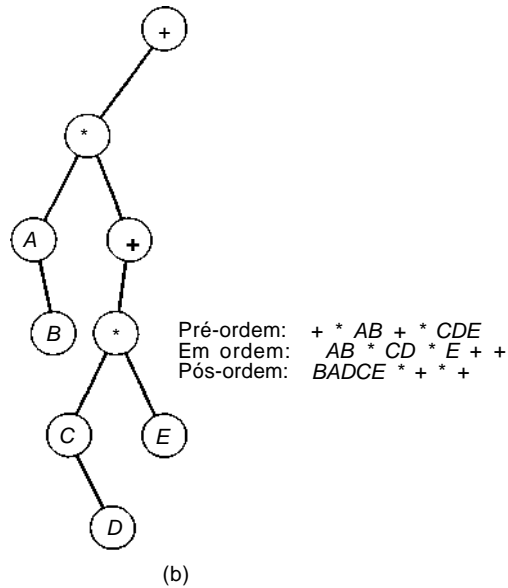 +
*
A
+
B
*
Pré-ordem: + * AB + * CDE
Em ordem: AB * CD * E + +
Pós-ordem: BADCE * + * +
C
E
D
(b)